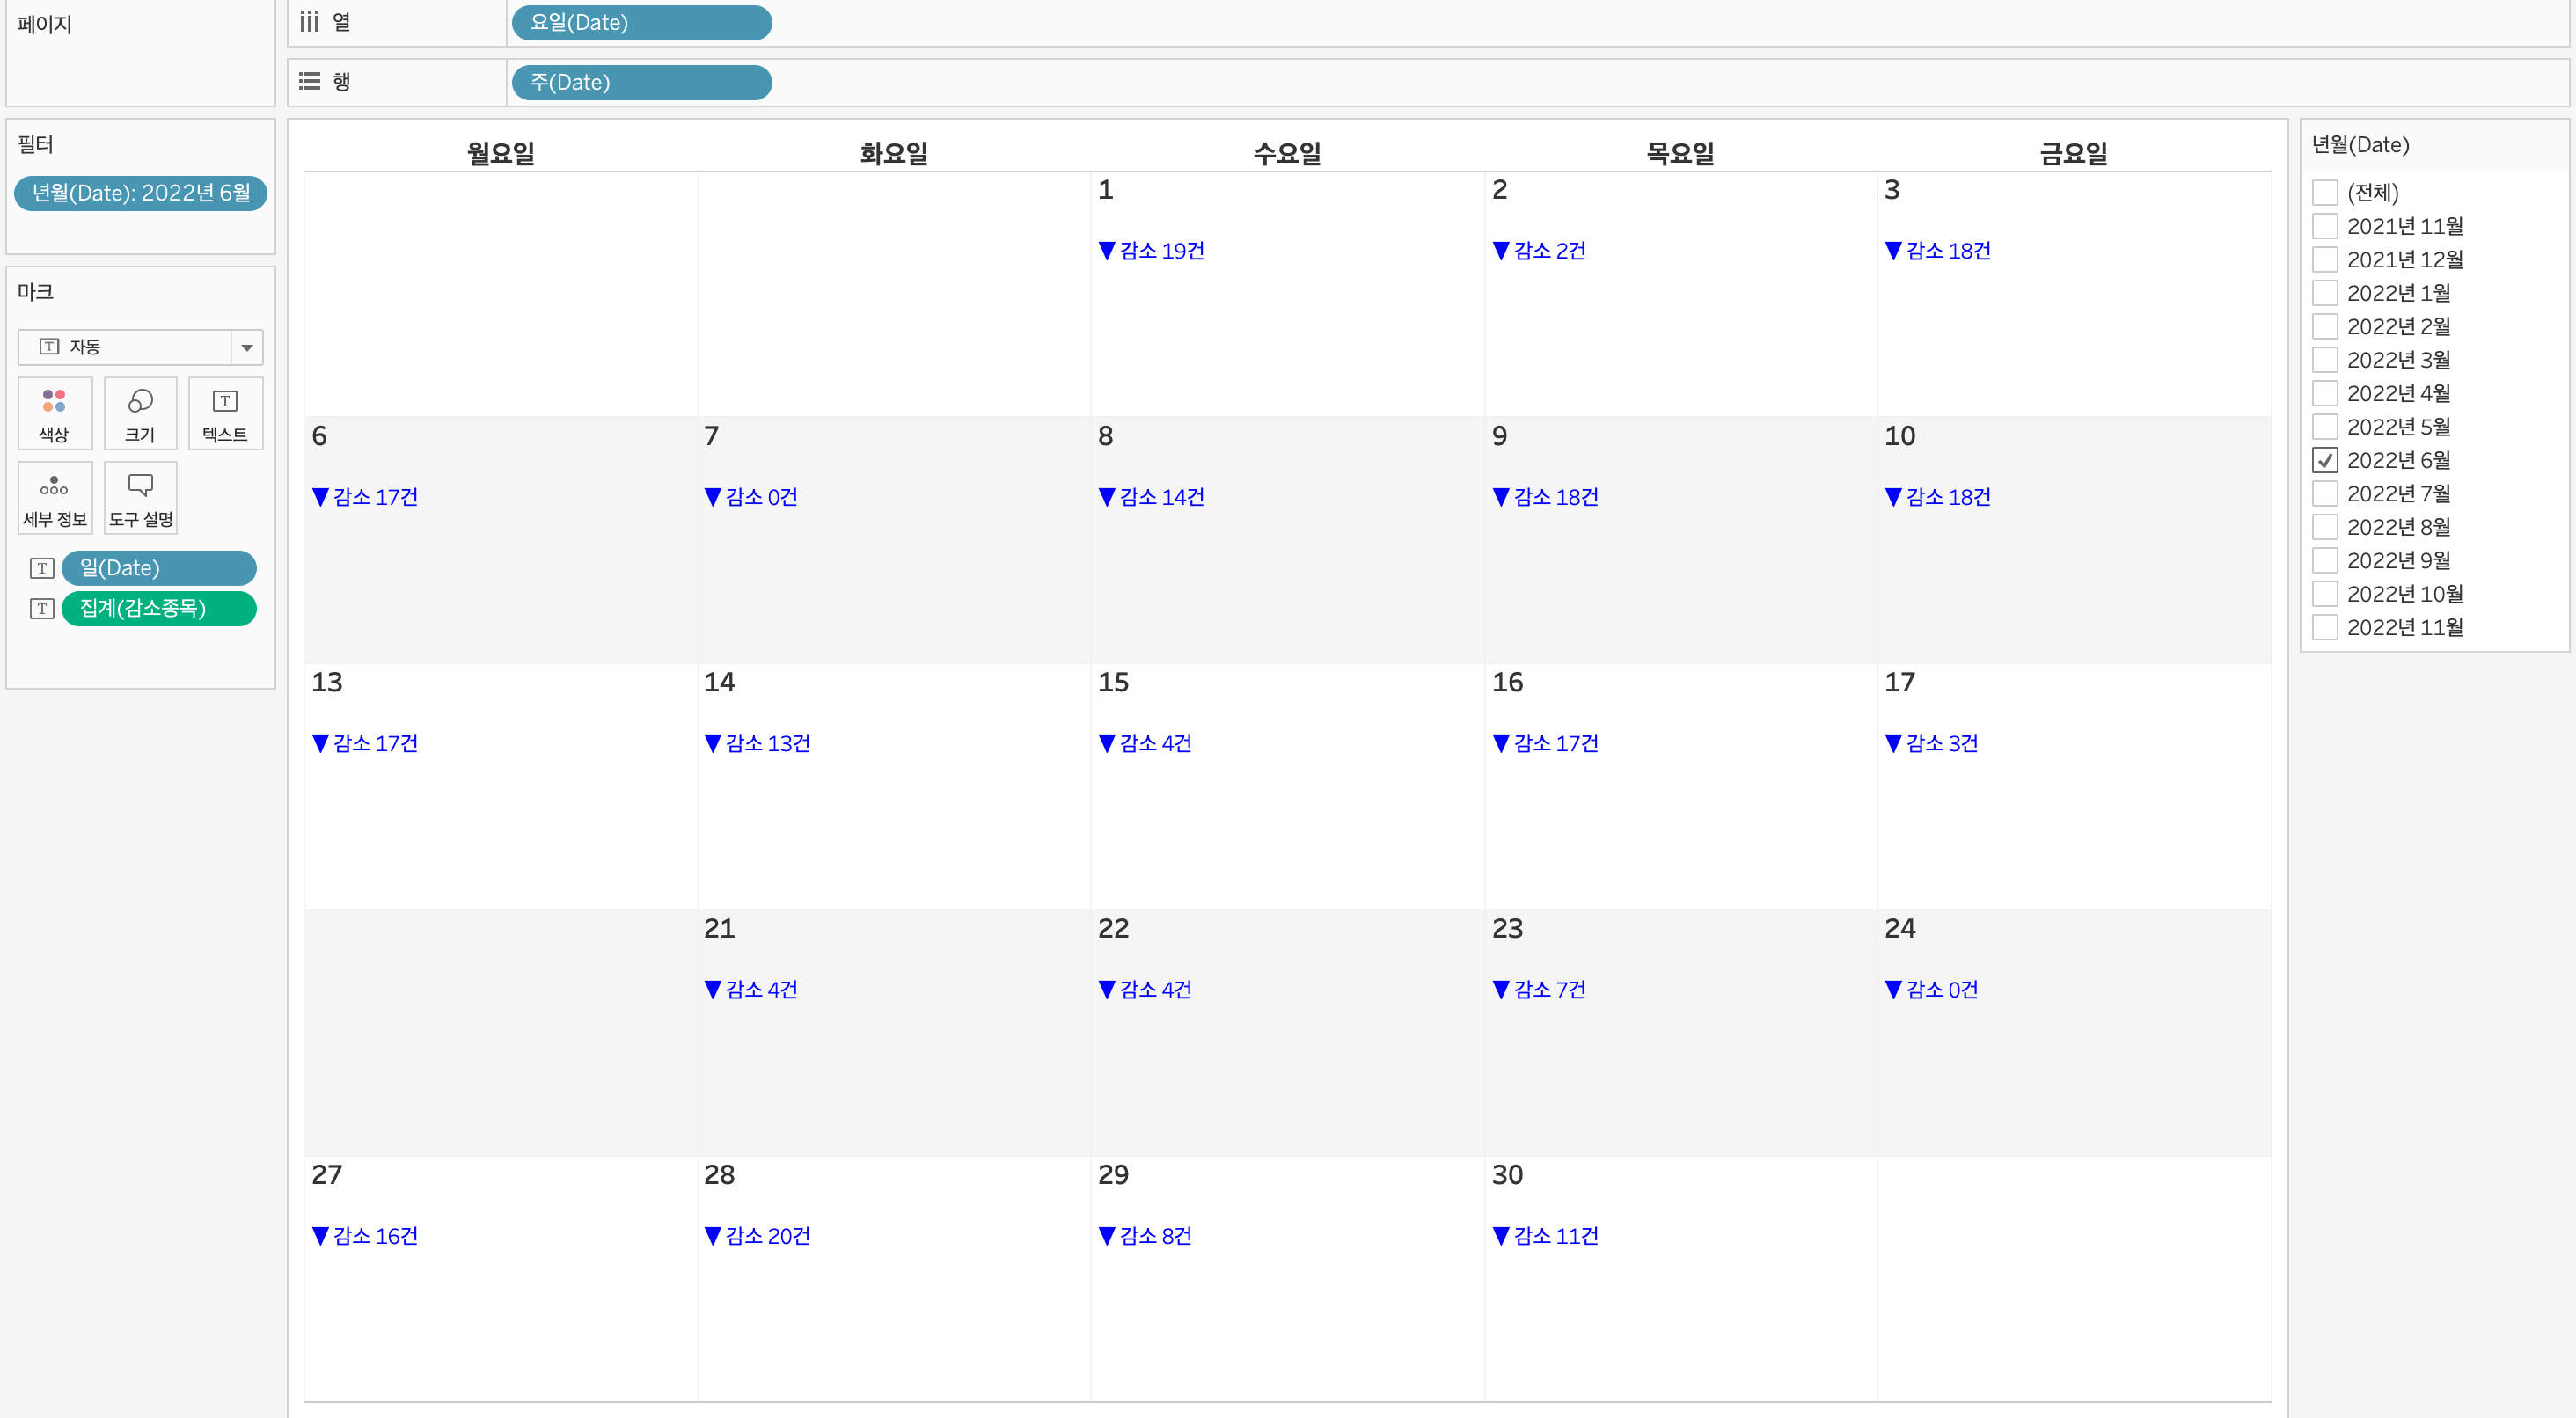 페이지
열
요일(Date)
행
주(Date)
필터
년월(Date): 2022년 6월
마크
자동
색상
크기
텍스트
세부 정보
도구 설명
일(Date)
집계(감소종목)
월요일 화요일 수요일 목요일 금요일
1 2 3
▼ 감소 19건 ▼ 감소 2건 ▼ 감소 18건
6 7 8 9 10
▼ 감소 17건 ▼ 감소 0건 ▼ 감소 14건 ▼ 감소 18건 ▼ 감소 18건
13 14 15 16 17
▼ 감소 17건 ▼ 감소 13건 ▼ 감소 4건 ▼ 감소 17건 ▼ 감소 3건
21 22 23 24
▼ 감소 4건 ▼ 감소 4건 ▼ 감소 7건 ▼ 감소 0건
27 28 29 30
▼ 감소 16건 ▼ 감소 20건 ▼ 감소 8건 ▼ 감소 11건
년월(Date)
(전체)
2021년 11월
2021년 12월
2022년 1월
2022년 2월
2022년 3월
2022년 4월
2022년 5월
2022년 6월
2022년 7월
2022년 8월
2022년 9월
2022년 10월
2022년 11월